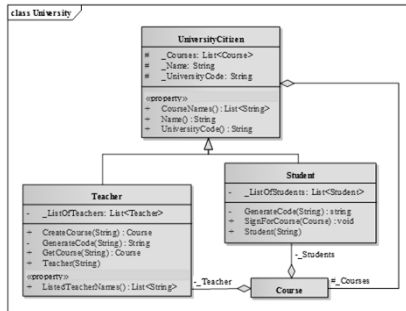 class University
UniversityCitizen
# _Courses: List<Course>
# _Name: String
# _UniversityCode: String
«property»
+ CourseNames() : List<String>
+ Name() : String
+ UniversityCode() : String
Teacher
- _ListOfTeachers: List<Teacher>
+ CreateCourse(String) : Course
- GenerateCode(String) : String
+ GetCourse(String) : Course
+ Teacher(String)
«property»
+ ListedTeacherNames() : List<String>
Student
- _ListOfStudents: List<Student>
- GenerateCode(String) : string
+ SignForCourse(Course) : void
+ Student(String)
-_Students
-_Teacher
#_Courses
Course